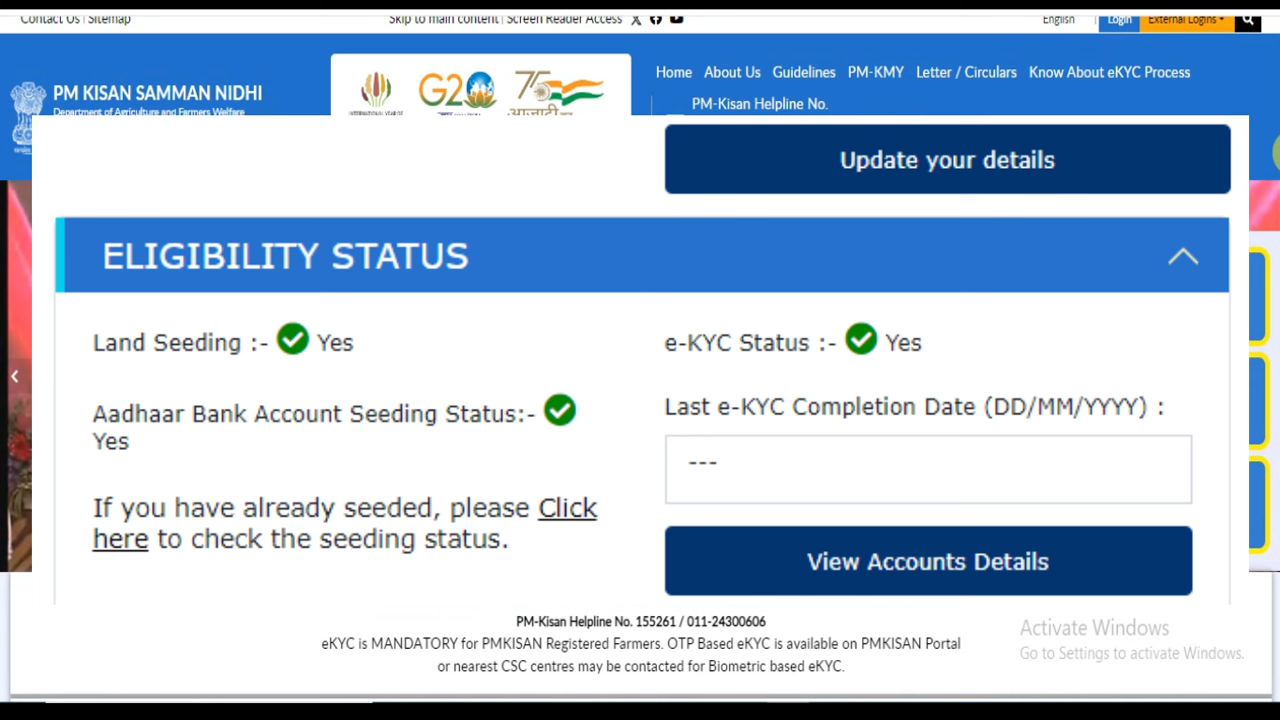 Contact Us | Sitemap
Skip to main content | Screen Reader Access
English
Login
External Logins
PM KISAN SAMMAN NIDHI
Department of Agriculture and Farmers Welfare
INTERNATIONAL YEAR OF
G20
75
Home About Us Guidelines PM-KMY Letter / Circulars Know About eKYC Process
PM-Kisan Helpline No.
Update your details
ELIGIBILITY STATUS
Land Seeding :- Yes
e-KYC Status :- Yes
Aadhaar Bank Account Seeding Status:-
Yes
Last e-KYC Completion Date (DD/MM/YYYY) :
---
If you have already seeded, please Click
here to check the seeding status.
View Accounts Details
PM-Kisan Helpline No. 155261 / 011-24300606
eKYC is MANDATORY for PMKISAN Registered Farmers. OTP Based eKYC is available on PMKISAN Portal
or nearest CSC centres may be contacted for Biometric based eKYC.
Activate Windows
Go to Settings to activate Windows.